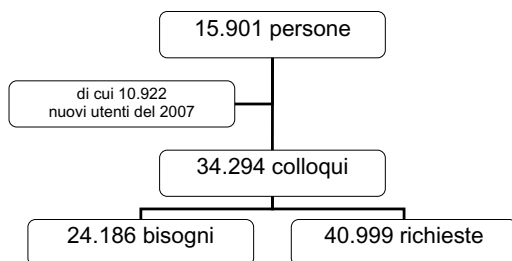 15.901 persone
di cui 10.922
nuovi utenti del 2007
34.294 colloqui
24.186 bisogni
40.999 richieste